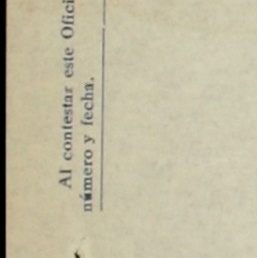 Al contestar este Ofici
número y fecha.